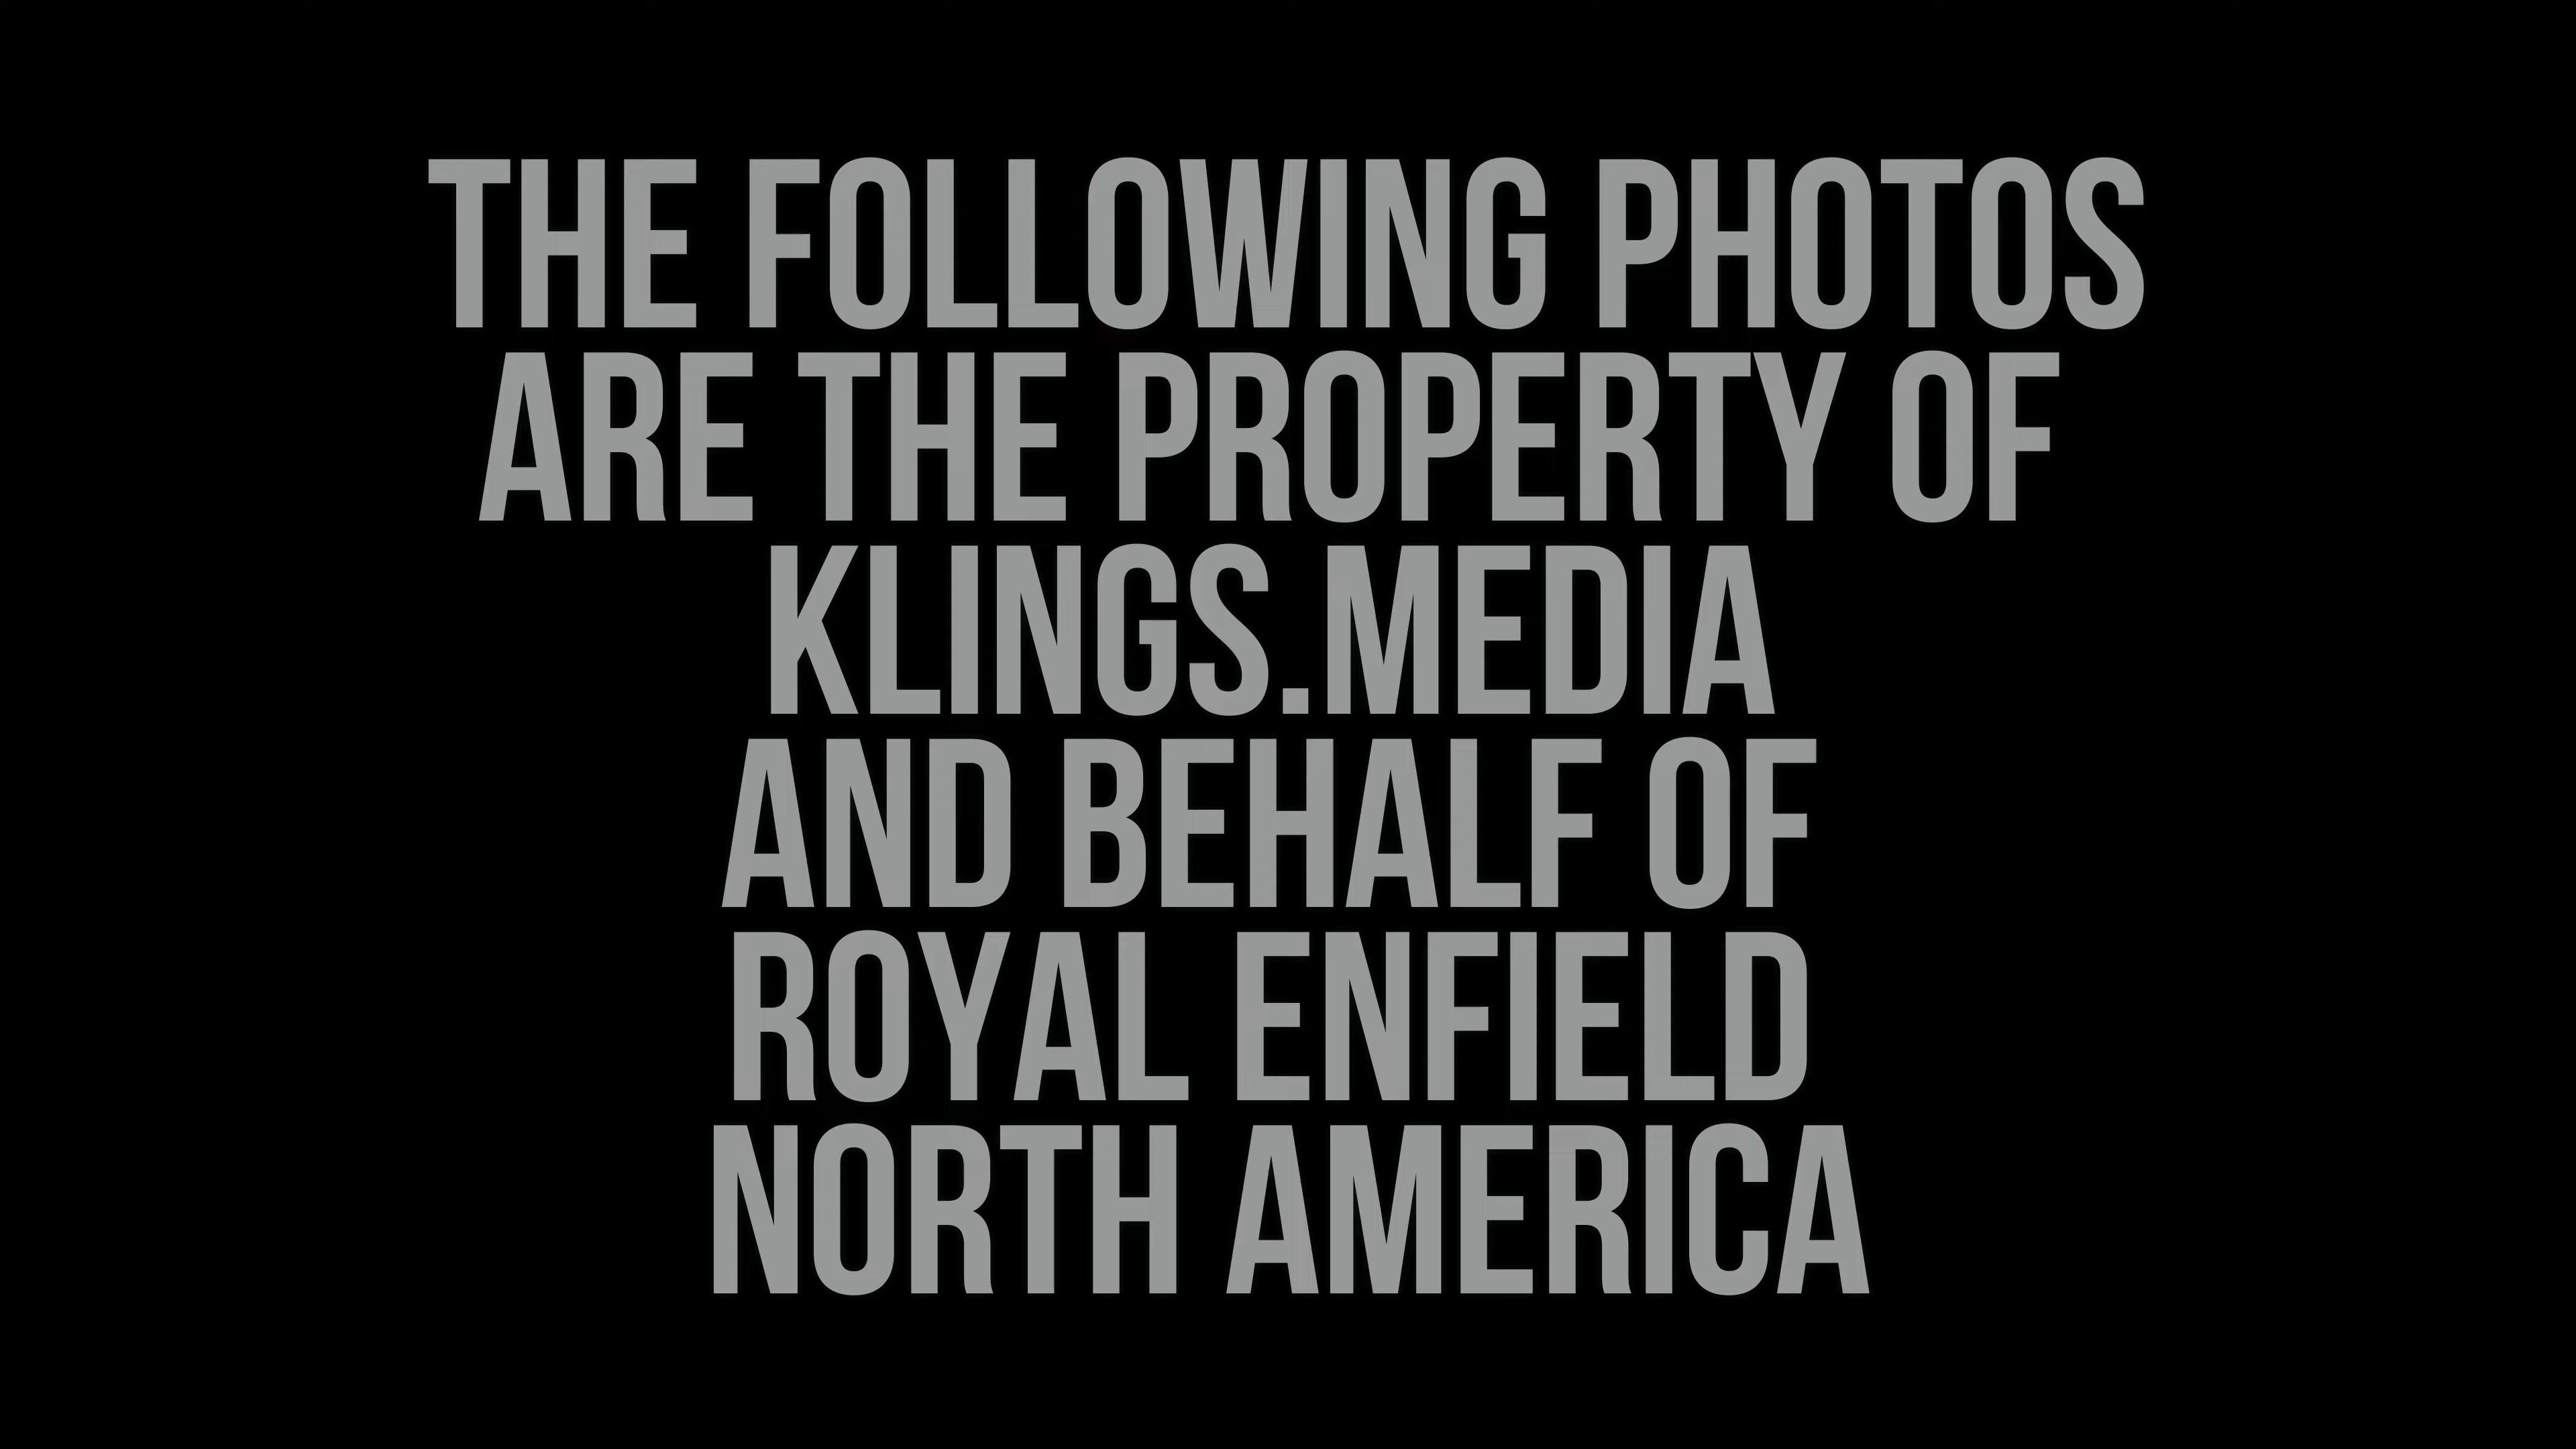 THE FOLLOWING PHOTOS
ARE THE PROPERTY OF
KLINGS.MEDIA
AND BEHALF OF
ROYAL ENFIELD
NORTH AMERICA